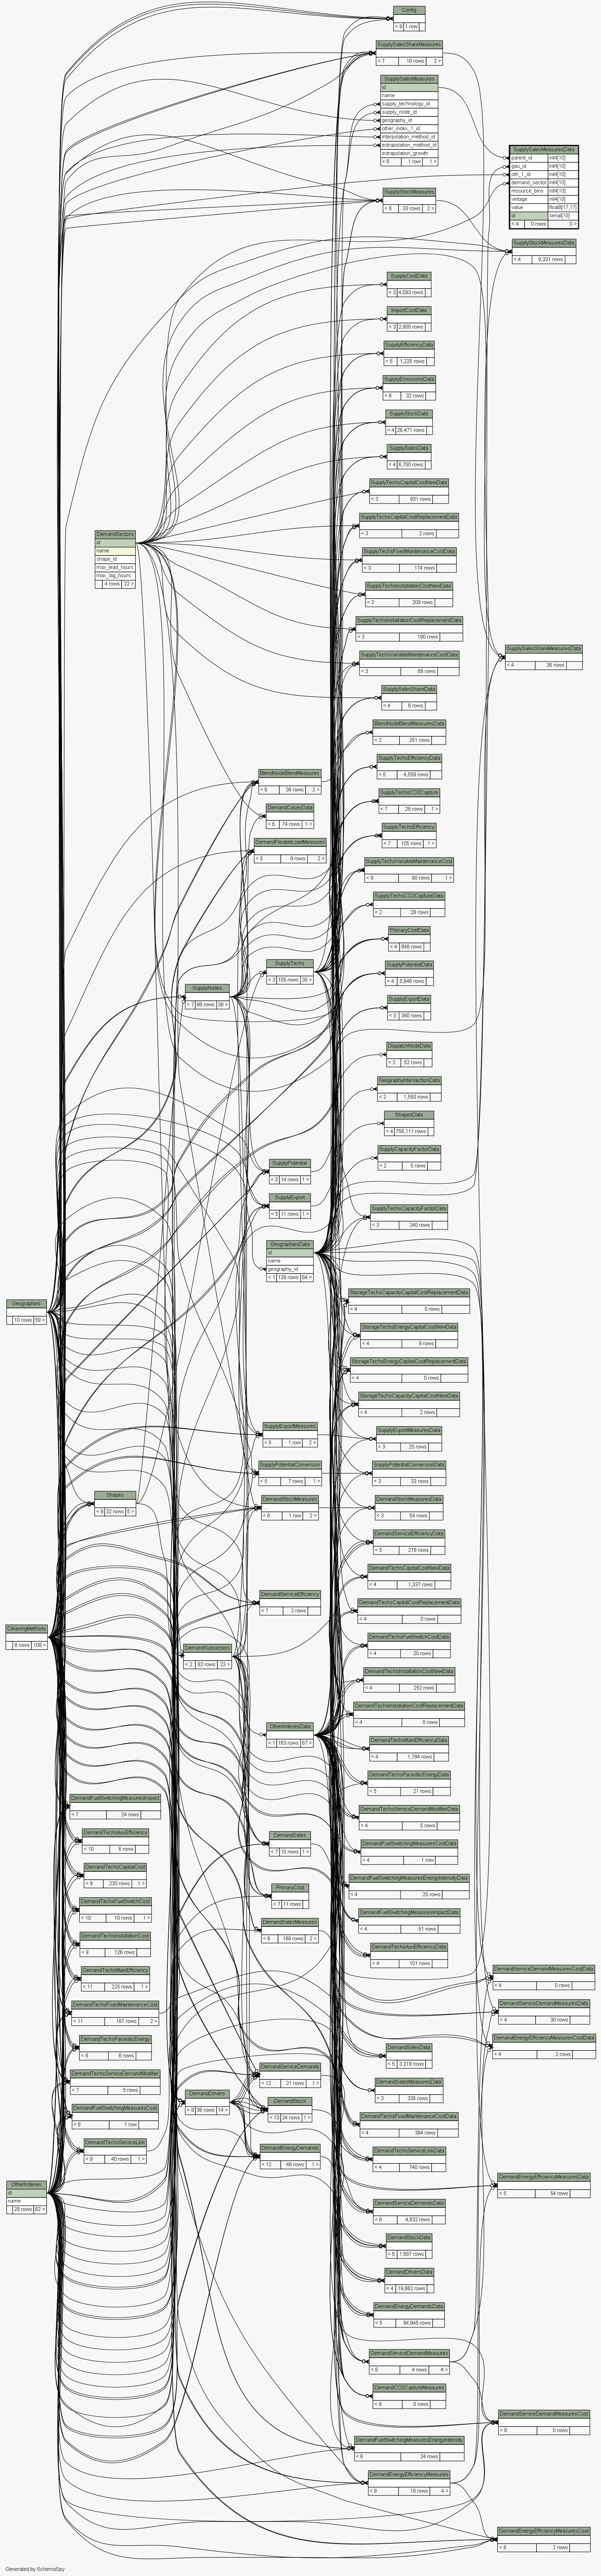 Config
< 9 1 row
SupplySalesShareMeasures
< 7 19 rows 2 >
SupplySalesMeasures
id
name
supply_technology_id
supply_node_id
geography_id
other_index_1_id
interpolation_method_id
extrapolation_method_id
extrapolation_growth
< 8 1 row 1 >
SupplySalesMeasuresData
parent_id int4[10]
gau_id int4[10]
oth_1_id int4[10]
demand_sector int4[10]
resource_bins int4[10]
vintage int4[10]
value float8[17,17]
id serial[10]
< 4 0 rows 0 >
SupplyStockMeasures
< 8 33 rows 2 >
SupplyStockMeasuresData
< 4 9,331 rows
SupplyCostData
< 3 4,093 rows
ImportCostData
< 3 2,800 rows
SupplyEfficiencyData
< 5 1,225 rows
SupplyEmissionsData
< 6 32 rows
SupplyStockData
< 4 26,471 rows
SupplySalesData
< 4 6,750 rows
SupplyTechsCapitalCostNewData
< 3 931 rows
SupplyTechsCapitalCostReplacementData
< 3 2 rows
DemandSectors
id
name
shape_id
max_lead_hours
max_lag_hours
4 rows 22 >
SupplyTechsFixedMaintenanceCostData
< 3 174 rows
SupplyTechsInstallationCostNewData
< 3 209 rows
SupplyTechsInstallationCostReplacementData
< 3 180 rows
SupplyTechsVariableMaintenanceCostData
< 3 88 rows
SupplySalesShareMeasuresData
< 4 36 rows
SupplySalesShareData
< 4 6 rows
BlendNodeBlendMeasuresData
< 2 251 rows
SupplyTechsEfficiencyData
< 5 4,559 rows
BlendNodeBlendMeasures
< 8 36 rows 2 >
SupplyTechsCO2Capture
< 7 28 rows 1 >
DemandCasesData
< 6 74 rows 1 >
SupplyTechsEfficiency
< 7 105 rows 1 >
DemandFlexibleLoadMeasures
< 5 9 rows 2 >
SupplyTechsVariableMaintenanceCost
< 9 80 rows 1 >
SupplyTechsCO2CaptureData
< 2 28 rows
PrimaryCostData
< 4 848 rows
SupplyTechs
< 3 105 rows 30 >
SupplyPotentialData
< 4 5,846 rows
SupplyNodes
< 7 96 rows 38 >
SupplyExportData
< 3 340 rows
DispatchNodeData
< 2 62 rows
GeographyIntersectionData
< 2 1,550 rows
ShapesData
< 4 756,111 rows
SupplyCapacityFactorData
< 2 5 rows
SupplyPotential
< 5 14 rows 1 >
SupplyExport
< 5 11 rows 1 >
SupplyTechsCapacityFactorData
< 3 240 rows
GeographiesData
id
name
geography_id
< 1 128 rows 64 >
StorageTechsCapacityCapitalCostReplacementData
< 4 0 rows
Geographies
10 rows 59 >
StorageTechsEnergyCapitalCostNewData
< 4 9 rows
StorageTechsEnergyCapitalCostReplacementData
< 4 0 rows
StorageTechsCapacityCapitalCostNewData
< 4 2 rows
SupplyExportMeasures
< 5 1 row 2 >
SupplyExportMeasuresData
< 3 25 rows
SupplyPotentialConversion
< 5 7 rows 1 >
SupplyPotentialConversionData
< 3 33 rows
Shapes
< 9 32 rows 5 >
DemandStockMeasures
< 8 1 row 2 >
DemandStockMeasuresData
< 3 54 rows
DemandServiceEfficiencyData
< 5 278 rows
DemandTechsCapitalCostNewData
< 4 1,337 rows
DemandServiceEfficiency
< 7 2 rows
DemandTechsCapitalCostReplacementData
< 4 0 rows
CleaningMethods
8 rows 108 >
DemandTechsFuelSwitchCostData
< 4 20 rows
DemandSubsectors
< 2 82 rows 23 >
DemandTechsInstallationCostNewData
< 4 252 rows
DemandTechsInstallationCostReplacementData
< 4 0 rows
OtherIndexesData
< 1 163 rows 67 >
DemandTechsMainEfficiencyData
< 4 1,784 rows
DemandTechsParasiticEnergyData
< 5 21 rows
DemandFuelSwitchingMeasuresImpact
< 7 24 rows
DemandTechsServiceDemandModifierData
< 4 5 rows
DemandTechsAuxEfficiency
< 10 6 rows
DemandSales
< 7 10 rows 1 >
DemandFuelSwitchingMeasuresCostData
< 4 1 row
DemandTechsCapitalCost
< 9 230 rows 1 >
DemandFuelSwitchingMeasuresEnergyIntensityData
< 4 25 rows
PrimaryCost
< 7 11 rows
DemandTechsFuelSwitchCost
< 10 10 rows 1 >
DemandFuelSwitchingMeasuresImpactData
< 4 51 rows
DemandSalesMeasures
< 8 168 rows 2 >
DemandTechsInstallationCost
< 9 126 rows
DemandTechsAuxEfficiencyData
< 4 101 rows
DemandTechsMainEfficiency
< 11 225 rows 1 >
DemandServiceDemandMeasuresCostData
< 4 0 rows
DemandTechsFixedMaintenanceCost
< 11 187 rows 2 >
DemandServiceDemandMeasuresData
< 4 30 rows
DemandTechsParasiticEnergy
< 8 6 rows
DemandEnergyEfficiencyMeasuresCostData
< 4 2 rows
DemandSalesData
< 5 3,319 rows
DemandTechsServiceDemandModifier
< 7 5 rows
DemandServiceDemands
< 12 21 rows 1 >
DemandSalesMeasuresData
< 3 335 rows
DemandDrivers
< 8 36 rows 14 >
DemandStock
< 13 24 rows 1 >
DemandFuelSwitchingMeasuresCost
< 8 1 row
DemandTechsFixedMaintenanceCostData
< 4 364 rows
DemandTechsServiceLink
< 9 40 rows 1 >
DemandEnergyDemands
< 12 46 rows 1 >
DemandTechsServiceLinkData
< 4 740 rows
DemandEnergyEfficiencyMeasuresData
< 5 54 rows
OtherIndexes
id
name
29 rows 62 >
DemandServiceDemandsData
< 6 4,832 rows
DemandStockData
< 5 1,887 rows
DemandDriversData
< 4 19,862 rows
DemandEnergyDemandsData
< 5 94,945 rows
DemandServiceDemandMeasures
< 8 4 rows 4 >
DemandCO2CaptureMeasures
< 8 0 rows
DemandServiceDemandMeasuresCost
< 8 0 rows
DemandFuelSwitchingMeasuresEnergyIntensity
< 6 24 rows
DemandEnergyEfficiencyMeasures
< 8 18 rows 4 >
DemandEnergyEfficiencyMeasuresCost
< 8 2 rows
Generated by SchemaSpy